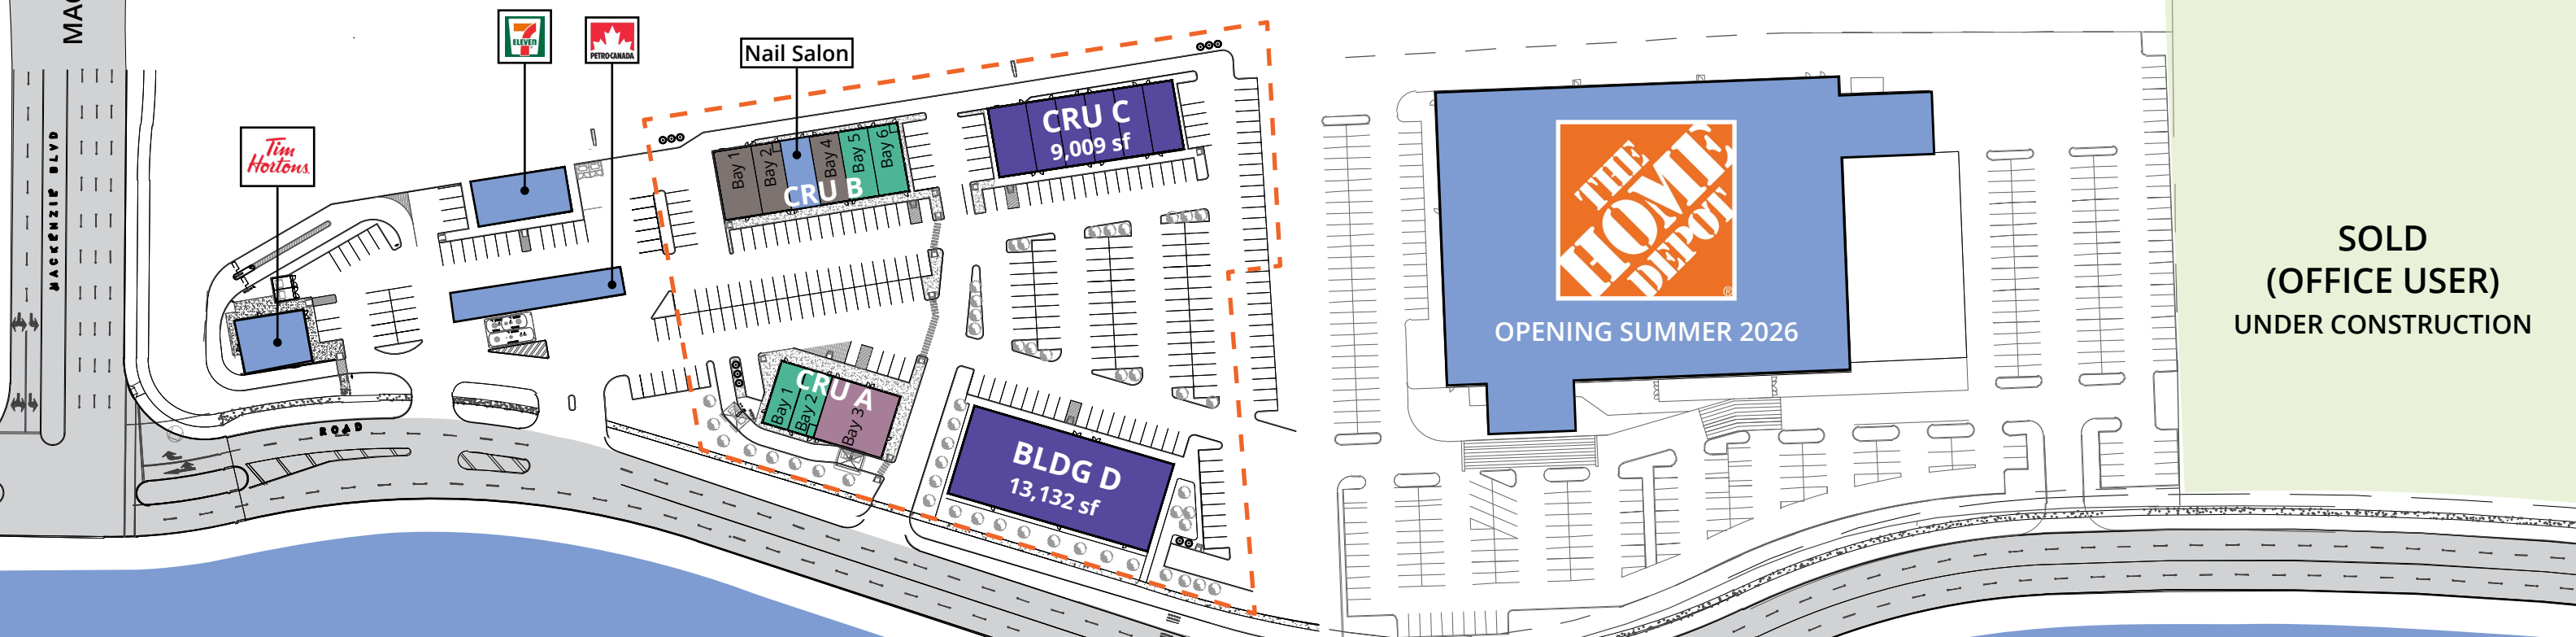 MAC
MACKENZIE BLVD
Tim
Hortons
7
ELEVEN
PETRO-CANADA
Nail Salon
Bay 1
Bay 2
Bay 4
Bay 5
Bay 6
CRU B
CRU C
9,009 sf
CRU A
Bay 1
Bay 2
Bay 3
BLDG D
13,132 sf
ROAD
THE
HOME
DEPOT
®
OPENING SUMMER 2026
SOLD
(OFFICE USER)
UNDER CONSTRUCTION